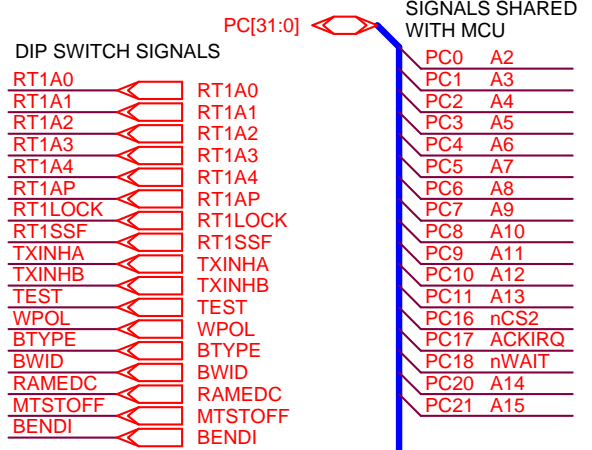 SIGNALS SHARED
WITH MCU
PC[31:0]
DIP SWITCH SIGNALS
RT1A0 RT1A0
RT1A1 RT1A1
RT1A2 RT1A2
RT1A3 RT1A3
RT1A4 RT1A4
RT1AP RT1AP
RT1LOCK RT1LOCK
RT1SSF RT1SSF
TXINHA TXINHA
TXINHB TXINHB
TEST TEST
WPOL WPOL
BTYPE BTYPE
BWID BWID
RAMEDC RAMEDC
MTSTOFF MTSTOFF
BENDI BENDI
PC0 A2
PC1 A3
PC2 A4
PC3 A5
PC4 A6
PC5 A7
PC6 A8
PC7 A9
PC8 A10
PC9 A11
PC10 A12
PC11 A13
PC16 nCS2
PC17 ACKIRQ
PC18 nWAIT
PC20 A14
PC21 A15